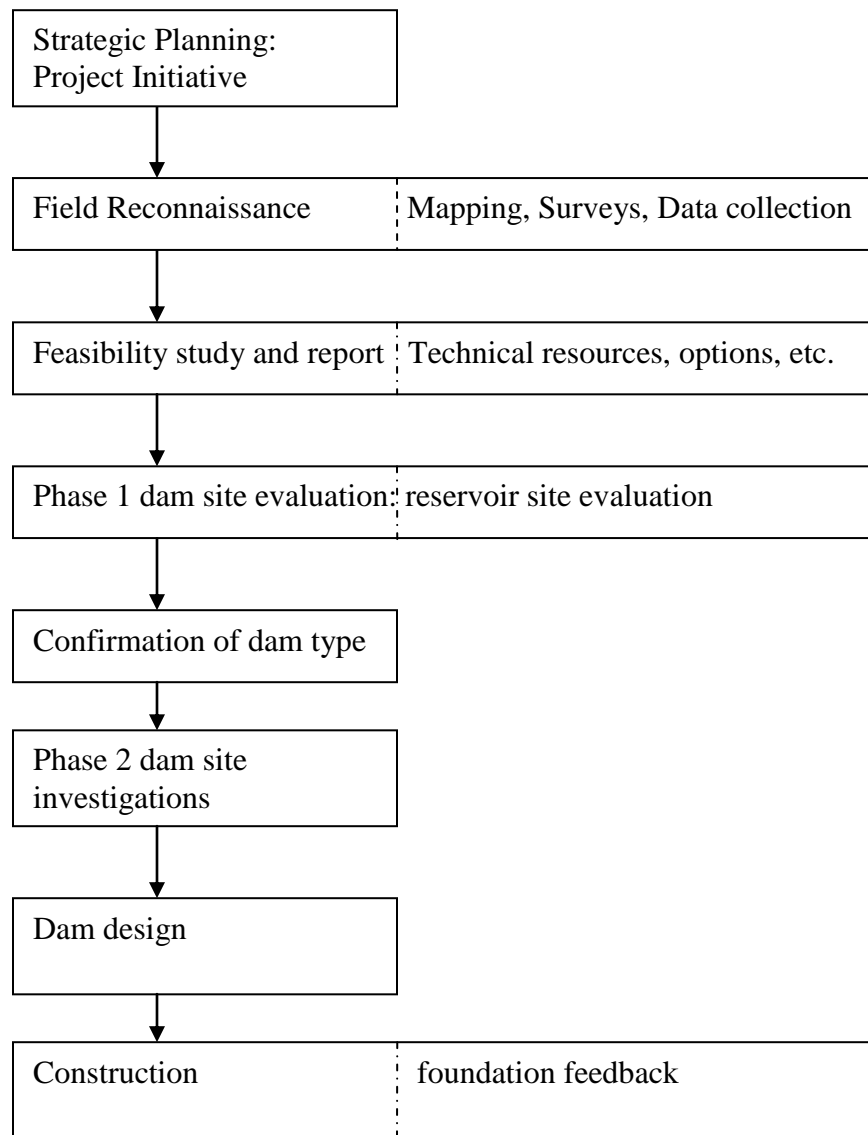 Strategic Planning:
Project Initiative
Field Reconnaissance Mapping, Surveys, Data collection
Feasibility study and report Technical resources, options, etc.
Phase 1 dam site evaluation: reservoir site evaluation
Confirmation of dam type
Phase 2 dam site
investigations
Dam design
Construction foundation feedback